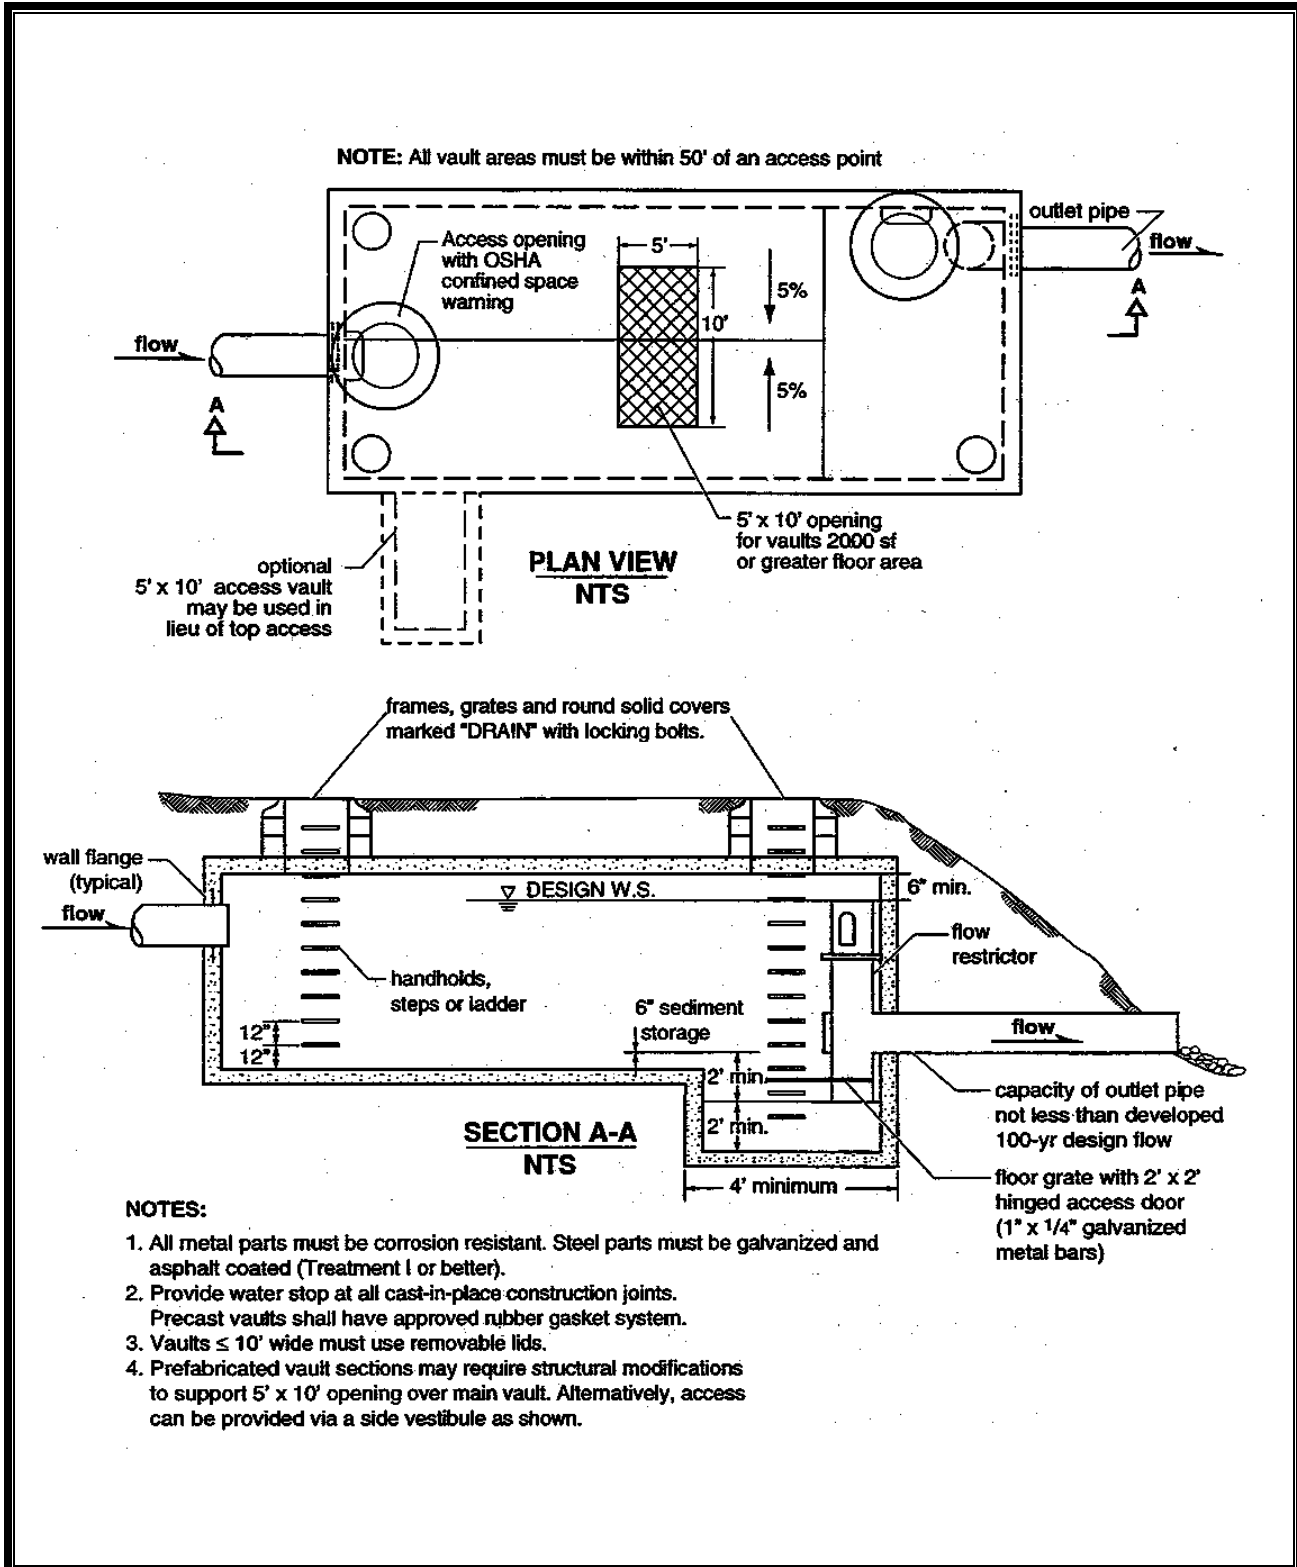 NOTE: All vault areas must be within 50' of an access point
outlet pipe
flow
Access opening
with OSHA
confined space
warning
5'
5%
10'
A
flow
5%
A
5' x 10' opening
for vaults 2000 sf
or greater floor area
optional
5' x 10' access vault
may be used in
lieu of top access
PLAN VIEW
NTS
frames, grates and round solid covers
marked "DRAIN" with locking bolts.
wall flange
(typical)
flow
DESIGN W.S.
6" min.
flow
restrictor
handholds,
steps or ladder
6" sediment
storage
12"
12"
flow
2' min.
2' min.
capacity of outlet pipe
not less than developed
100-yr design flow
SECTION A-A
NTS
4' minimum
floor grate with 2' x 2'
hinged access door
(1" x 1/4" galvanized
metal bars)
NOTES:
1. All metal parts must be corrosion resistant. Steel parts must be galvanized and
asphalt coated (Treatment I or better).
2. Provide water stop at all cast-in-place construction joints.
Precast vaults shall have approved rubber gasket system.
3. Vaults ≤ 10' wide must use removable lids.
4. Prefabricated vault sections may require structural modifications
to support 5' x 10' opening over main vault. Alternatively, access
can be provided via a side vestibule as shown.